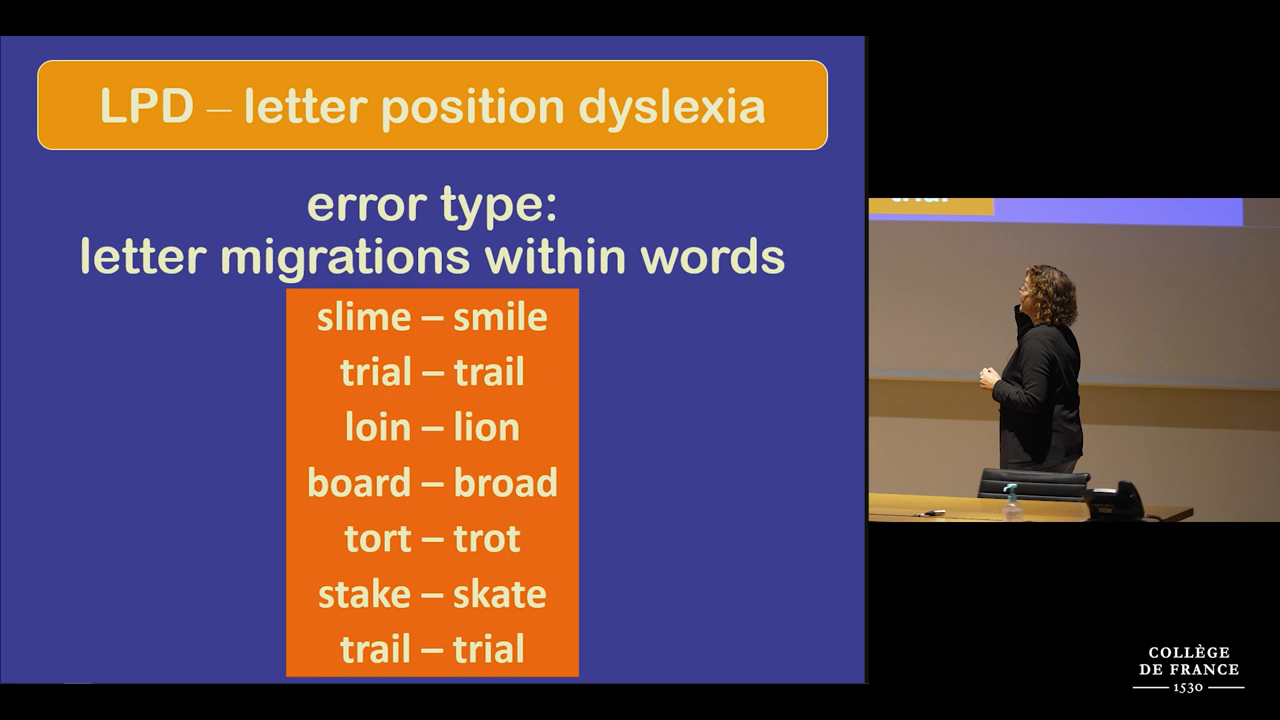 LPD – letter position dyslexia
error type:
letter migrations within words
slime – smile
trial – trail
loin – lion
board – broad
tort – trot
stake – skate
trail – trial
COLLÈGE
DE FRANCE
1530